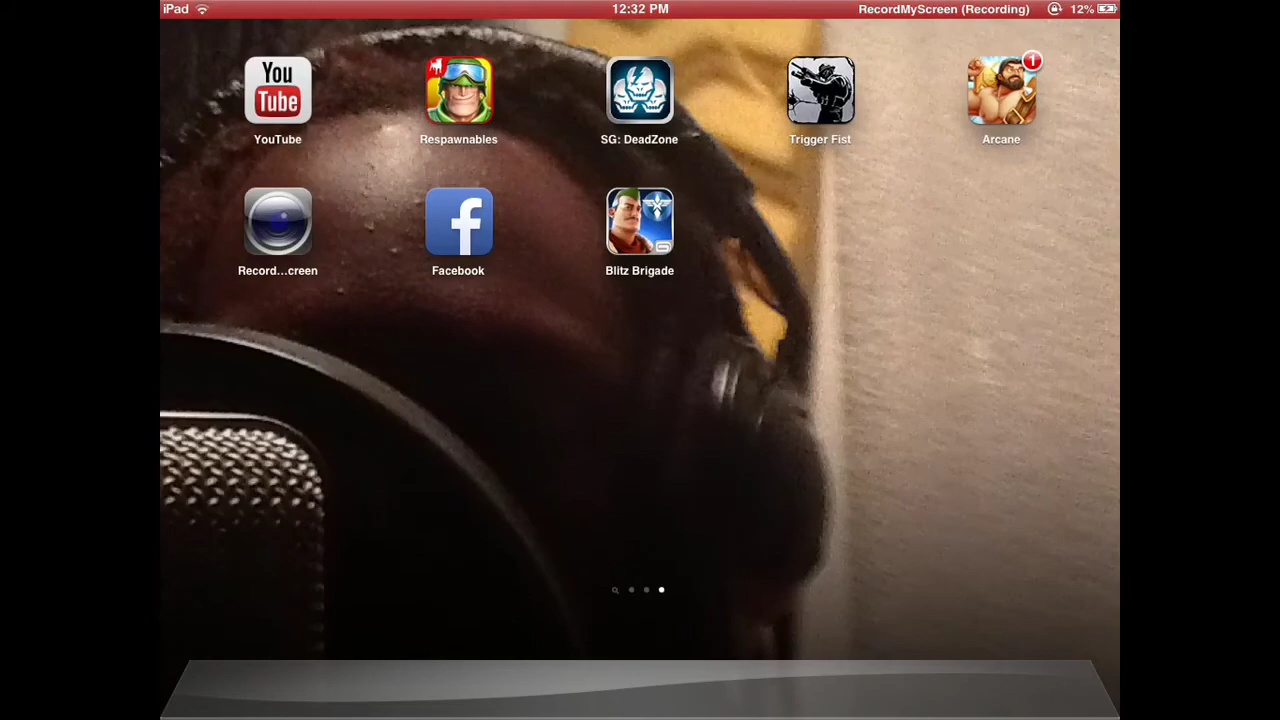 iPad 12:32 PM RecordMyScreen (Recording) 12%
You Tube 1
YouTube Respawnables SG: DeadZone Trigger Fist Arcane
Record...creen Facebook Blitz Brigade